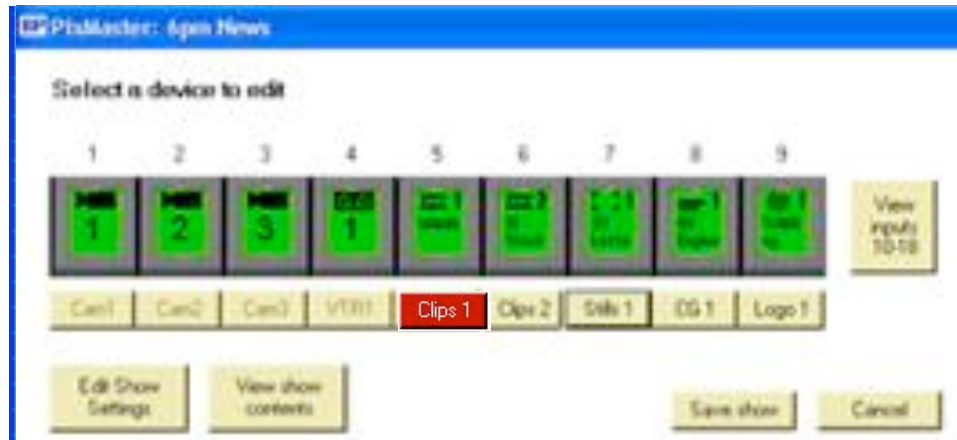 PixMaster: 6pm News
Select a device to edit
1 2 3 4 5 6 7 8 9
1 2 3 1
View inputs 10-18
Cam1 Cam2 Cam3 VTR1 Clips 1 Clips 2 Stills 1 CG 1 Logo 1
Edit Show Settings
View show contents
Save show
Cancel